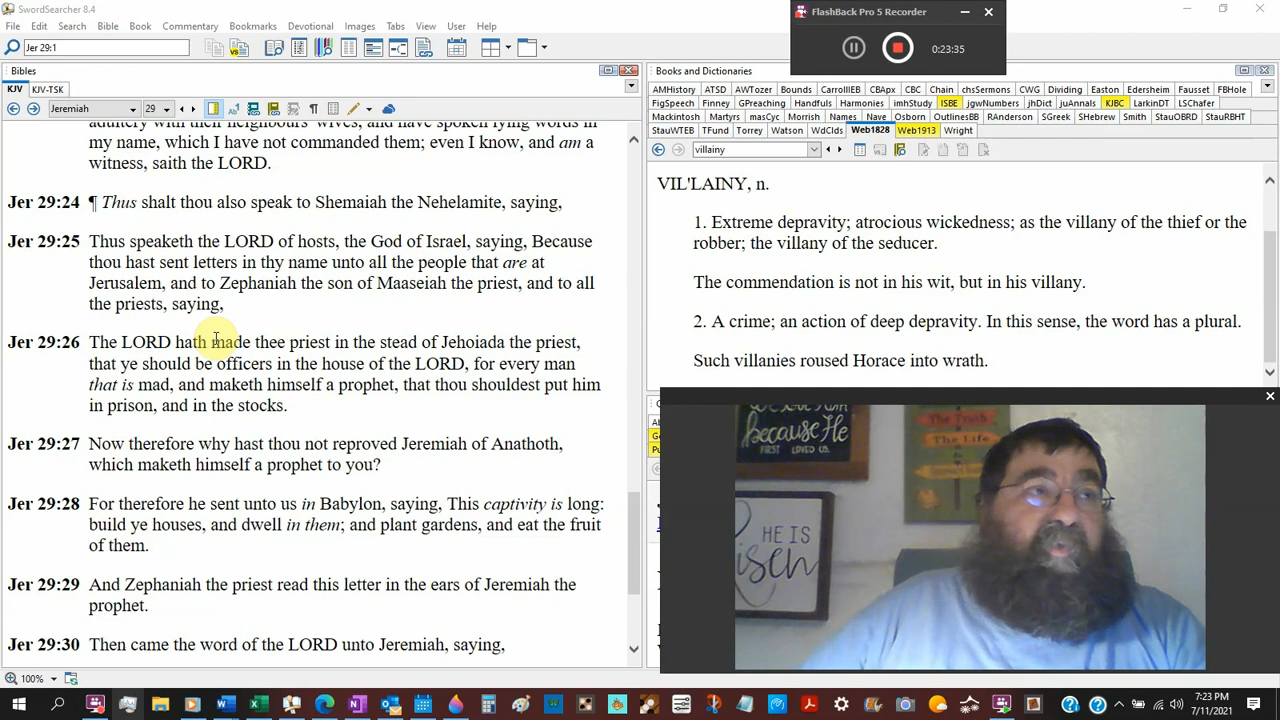 SwordSearcher 8.4
File Edit Search Bible Book Commentary Images Devotional Tabs View User Help
Jer 29:1
FlashBack Pro 5 Recorder
0:23:35
Bibles
KJV KJV-TSK
Jeremiah 29
adultery with their neighbours' wives, and have spoken lying words in
my name, which I have not commanded them; even I know, and am a
witness, saith the LORD.
Jer 29:24 ¶ Thus shalt thou also speak to Shemaiah the Nehelamite, saying,
Jer 29:25 Thus speaketh the LORD of hosts, the God of Israel, saying, Because
thou hast sent letters in thy name unto all the people that are at
Jerusalem, and to Zephaniah the son of Maaseiah the priest, and to all
the priests, saying,
Jer 29:26 The LORD hath made thee priest in the stead of Jehoiada the priest,
that ye should be officers in the house of the LORD, for every man
that is mad, and maketh himself a prophet, that thou shouldest put him
in prison, and in the stocks.
Jer 29:27 Now therefore why hast thou not reproved Jeremiah of Anathoth,
which maketh himself a prophet to you?
Jer 29:28 For therefore he sent unto us in Babylon, saying, This captivity is long:
build ye houses, and dwell in them; and plant gardens, and eat the fruit
of them.
Jer 29:29 And Zephaniah the priest read this letter in the ears of Jeremiah the
prophet.
Jer 29:30 Then came the word of the LORD unto Jeremiah, saying,
100%
Books and Dictionaries
AMHistory ATSD AWTozer Bounds CarrollIEB CBApx CBC Chain chsSermons CWG Dividing Easton Edersheim Fausset FBHole
FigSpeech Finney GPreaching Handfuls Harmonies imhStudy ISBE jgwNumbers jhDict juAnnals KJBC LarkinDT LSChafer
Mackintosh Martyrs masCyc Morrish Names Nave Osborn OutlinesBB RAnderson SGreek SHebrew Smith StauOBRD StauRBHT
StauWTEB TFund Torrey Watson WdClds Web1828 Web1913 Wright
villainy
VIL'LAINY, n.
1. Extreme depravity; atrocious wickedness; as the villany of the thief or the
robber; the villany of the seducer.
The commendation is not in his wit, but in his villany.
2. A crime; an action of deep depravity. In this sense, the word has a plural.
Such villanies roused Horace into wrath.
because He
FIRST LOVED US.
The Truth
The Life
HE IS
Risen
7:23 PM
7/11/2021